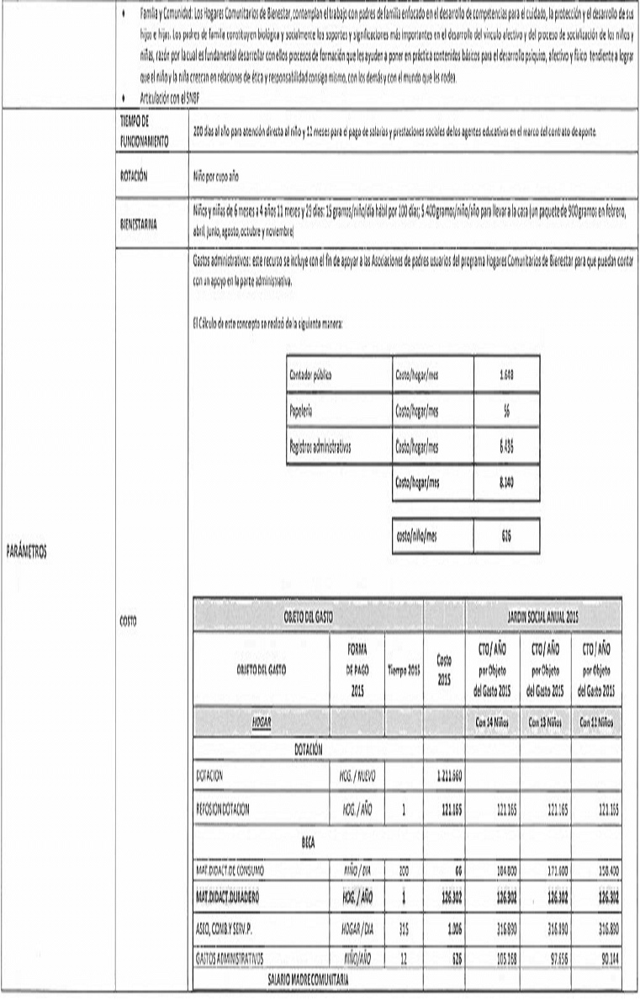 • Familia y Comunidad: Los Hogares Comunitarios de Bienestar, contemplan el trabajo con padres de familia enfocado en el desarrollo de competencias para el cuidado, la protección y el desarrollo de sus
hijos e hijas. Los padres de familia constituyen biológica y socialmente los soportes y significaciones más importantes en el desarrollo del vínculo afectivo y del proceso de socialización de los niños y
niñas, razón por la cual es fundamental desarrollar con ellos procesos de formación que les ayuden a poner en práctica contenidos básicos para el desarrollo psíquico, afectivo y físico tendiente a lograr
que el niño y la niña crezcan en relaciones de ética y responsabilidad consigo mismo, con los demás y con el mundo que les rodea.
• Articulación con el SNBF
PARÁMETROS
TIEMPO DE
FUNCIONAMIENTO
200 días al año para atención directa al niño y 12 meses para el pago de salarios y prestaciones sociales de los agentes educativos en el marco del contrato de aporte.
ROTACIÓN
Niño por cupo año
BIENESTARINA
Niños y niñas de 6 meses a 4 años 11 meses y 29 días: 15 gramos/niño/día hábil por 200 días; 5.400 gramos/niño/año para llevar a la casa (un paquete de 900 gramos en febrero,
abril, junio, agosto, octubre y noviembre)
COSTO
Gastos administrativos: este recurso se incluye con el fin de apoyar a las Asociaciones de padres usuarios del programa Hogares Comunitarios de Bienestar para que puedan contar
con un apoyo en la parte administrativa.
El Cálculo de este concepto se realizó de la siguiente manera:
Contador público Costo/hogar/mes 1.648
Papelería Costo/hogar/mes 56
Registros administrativos Costo/hogar/mes 6.436
Costo/hogar/mes 8.140
costo/niño/mes 626
OBJETO DEL GASTO JARDIN SOCIAL ANUAL 2015
OBJETO DEL GASTO FORMA DE PAGO 2015 Tiempo 2015 Costo 2015 CTO / AÑO por Objeto del Gasto 2015 CTO / AÑO por Objeto del Gasto 2015 CTO / AÑO por Objeto del Gasto 2015
HOGAR Con 14 Niños Con 13 Niños Con 12 Niños
DOTACIÓN
DOTACION HOG. / NUEVO 1.211.660
REPOSION DOTACION HOG. / AÑO 1 121.165 121.165 121.165 121.165
BECA
MAT.DIDACT.DE CONSUMO NIÑO / DIA 200 66 184.800 171.600 158.400
MAT.DIDACT.DURADERO HOG. / AÑO 1 126.302 126.302 126.302 126.302
ASEO, COMB.Y SERV.P. HOGAR / DIA 315 1.006 316.890 316.890 316.890
GASTOS ADMINISTRATIVOS NIÑO/AÑO 12 626 105.168 97.656 90.144
SALARIO MADRE COMUNITARIA